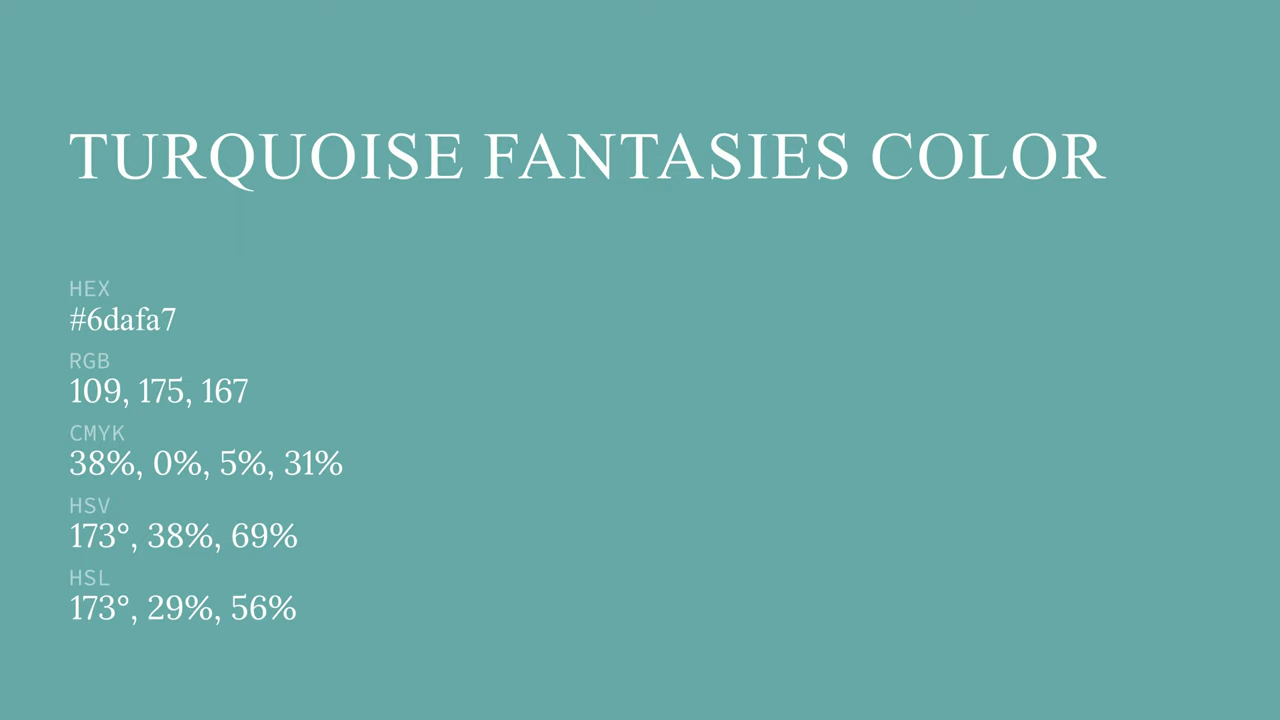 TURQUOISE FANTASIES COLOR
HEX
#6dafa7
RGB
109, 175, 167
CMYK
38%, 0%, 5%, 31%
HSV
173°, 38%, 69%
HSL
173°, 29%, 56%